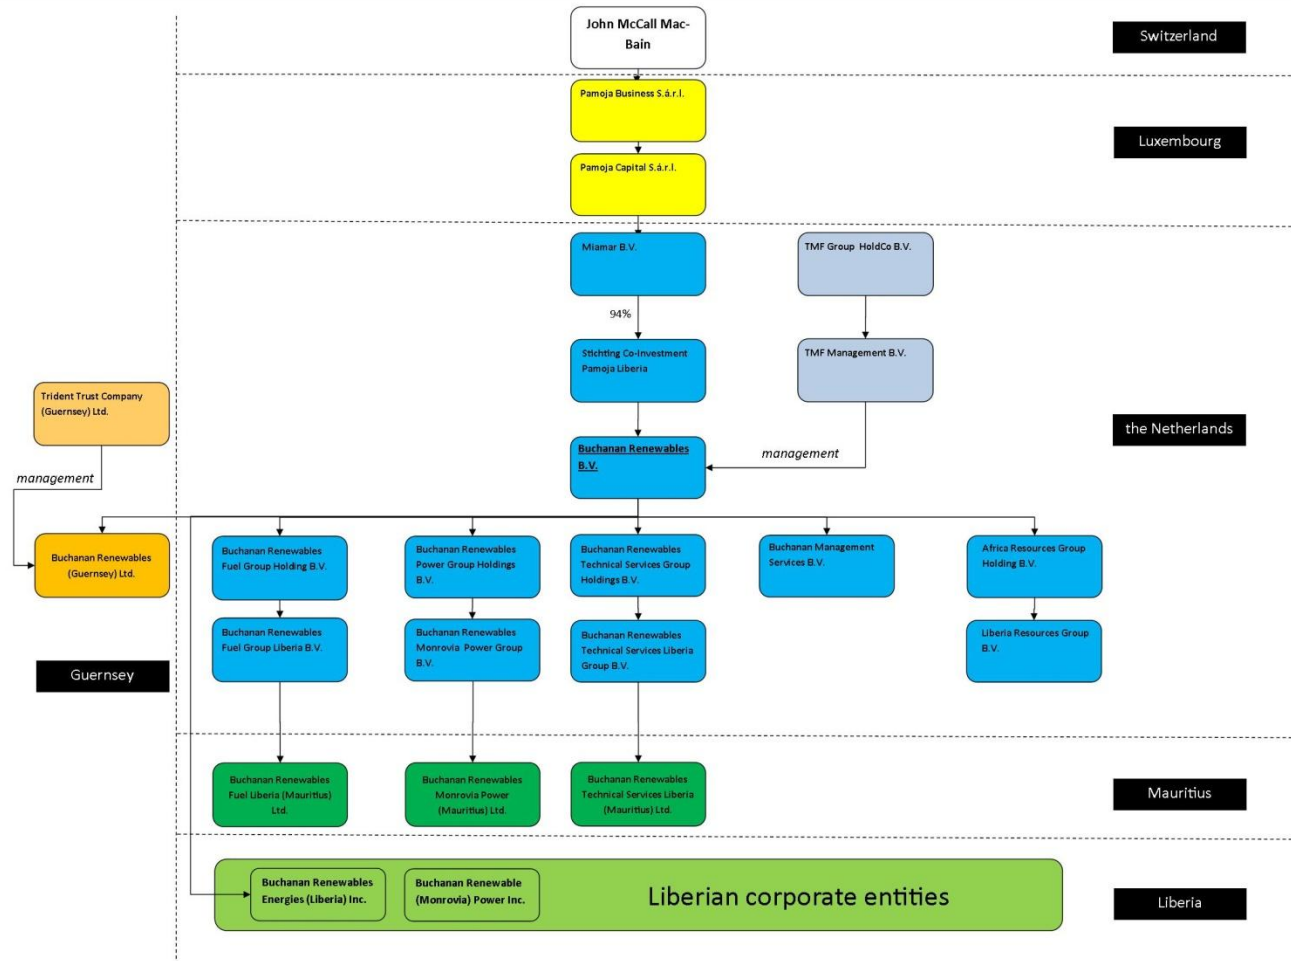 John McCall Mac-
Bain
Switzerland
Pamoja Business S.á.r.l.
Luxembourg
Pamoja Capital S.á.r.l.
Miamar B.V.
TMF Group HoldCo B.V.
94%
Stichting Co-Investment
Pamoja Liberia
TMF Management B.V.
Trident Trust Company
(Guernsey) Ltd.
the Netherlands
Buchanan Renewables
B.V.
management
management
Buchanan Renewables
(Guernsey) Ltd.
Buchanan Renewables
Fuel Group Holding B.V.
Buchanan Renewables
Power Group Holdings
B.V.
Buchanan Renewables
Technical Services Group
Holdings B.V.
Buchanan Management
Services B.V.
Africa Resources Group
Holding B.V.
Buchanan Renewables
Fuel Group Liberia B.V.
Buchanan Renewables
Monrovia Power Group
B.V.
Buchanan Renewables
Technical Services Liberia
Group B.V.
Liberia Resources Group
B.V.
Guernsey
Buchanan Renewables
Fuel Liberia (Mauritius)
Ltd.
Buchanan Renewables
Monrovia Power
(Mauritius) Ltd.
Buchanan Renewables
Technical Services Liberia
(Mauritius) Ltd.
Mauritius
Buchanan Renewables
Energies (Liberia) Inc.
Buchanan Renewable
(Monrovia) Power Inc.
Liberian corporate entities
Liberia